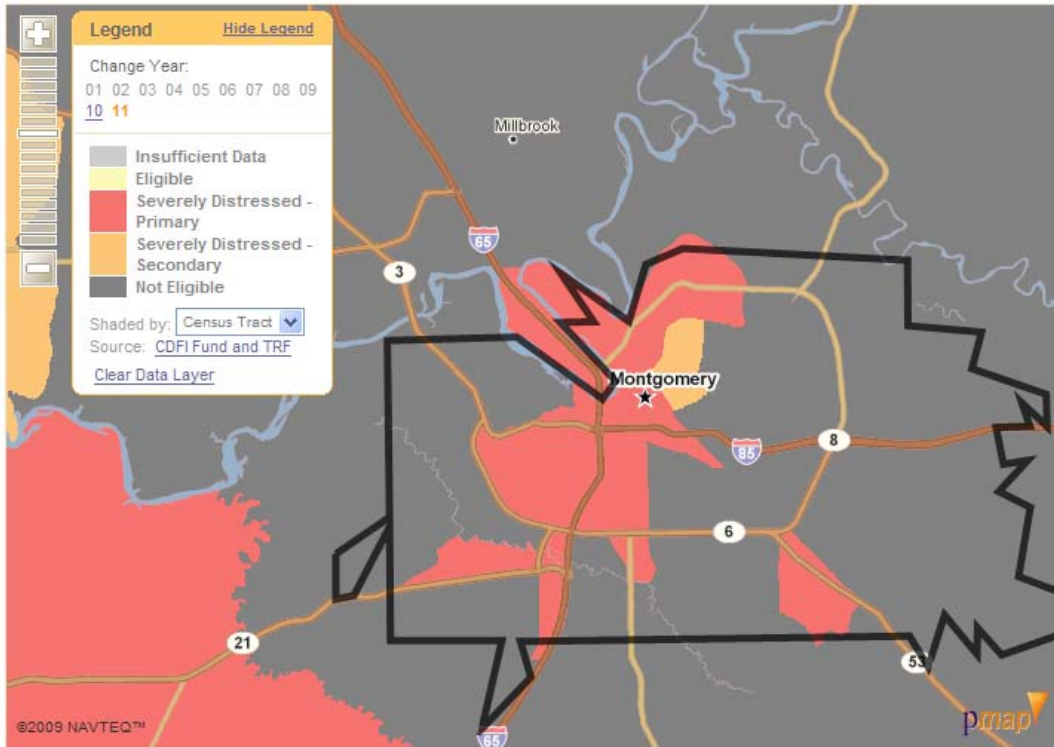 Legend Hide Legend
Change Year:
01 02 03 04 05 06 07 08 09
10 11
Insufficient Data
Eligible
Severely Distressed -
Primary
Severely Distressed -
Secondary
Not Eligible
Shaded by: Census Tract
Source: CDFI Fund and TRF
Clear Data Layer
Millbrook
65
3
Montgomery
8
85
6
21
53
65
©2009 NAVTEQ™
pmap